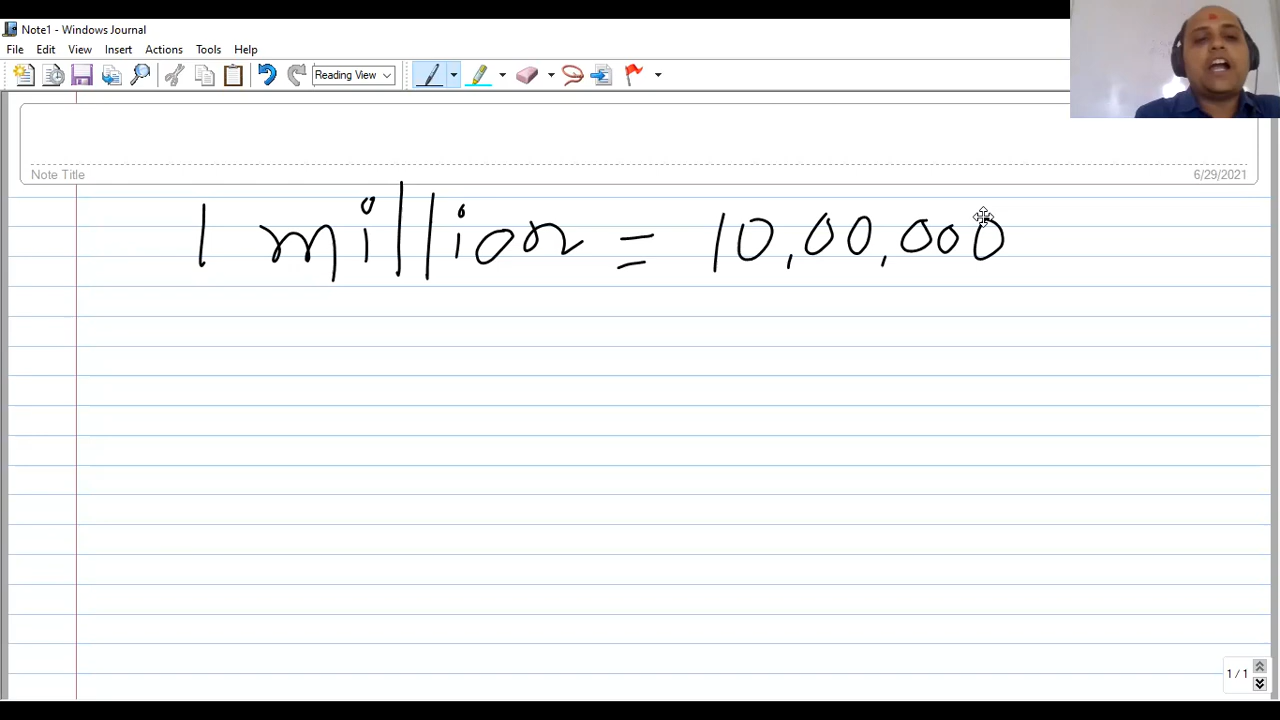 Note1 - Windows Journal
File Edit View Insert Actions Tools Help
Reading View
Note Title
6/29/2021
1 million = 10,00,000
1 / 1